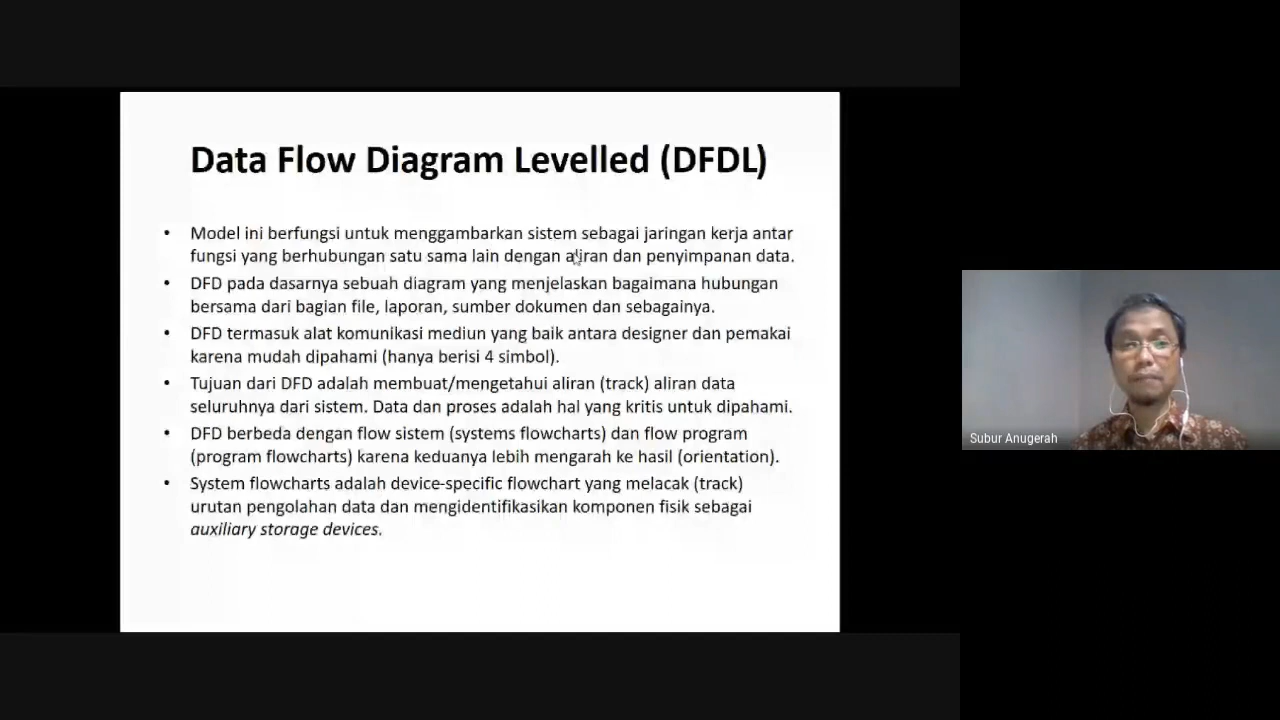 Data Flow Diagram Levelled (DFDL)
• Model ini berfungsi untuk menggambarkan sistem sebagai jaringan kerja antar
fungsi yang berhubungan satu sama lain dengan aliran dan penyimpanan data.
• DFD pada dasarnya sebuah diagram yang menjelaskan bagaimana hubungan
bersama dari bagian file, laporan, sumber dokumen dan sebagainya.
• DFD termasuk alat komunikasi mediun yang baik antara designer dan pemakai
karena mudah dipahami (hanya berisi 4 simbol).
• Tujuan dari DFD adalah membuat/mengetahui aliran (track) aliran data
seluruhnya dari sistem. Data dan proses adalah hal yang kritis untuk dipahami.
• DFD berbeda dengan flow sistem (systems flowcharts) dan flow program
(program flowcharts) karena keduanya lebih mengarah ke hasil (orientation).
• System flowcharts adalah device-specific flowchart yang melacak (track)
urutan pengolahan data dan mengidentifikasikan komponen fisik sebagai
auxiliary storage devices.
Subur Anugerah